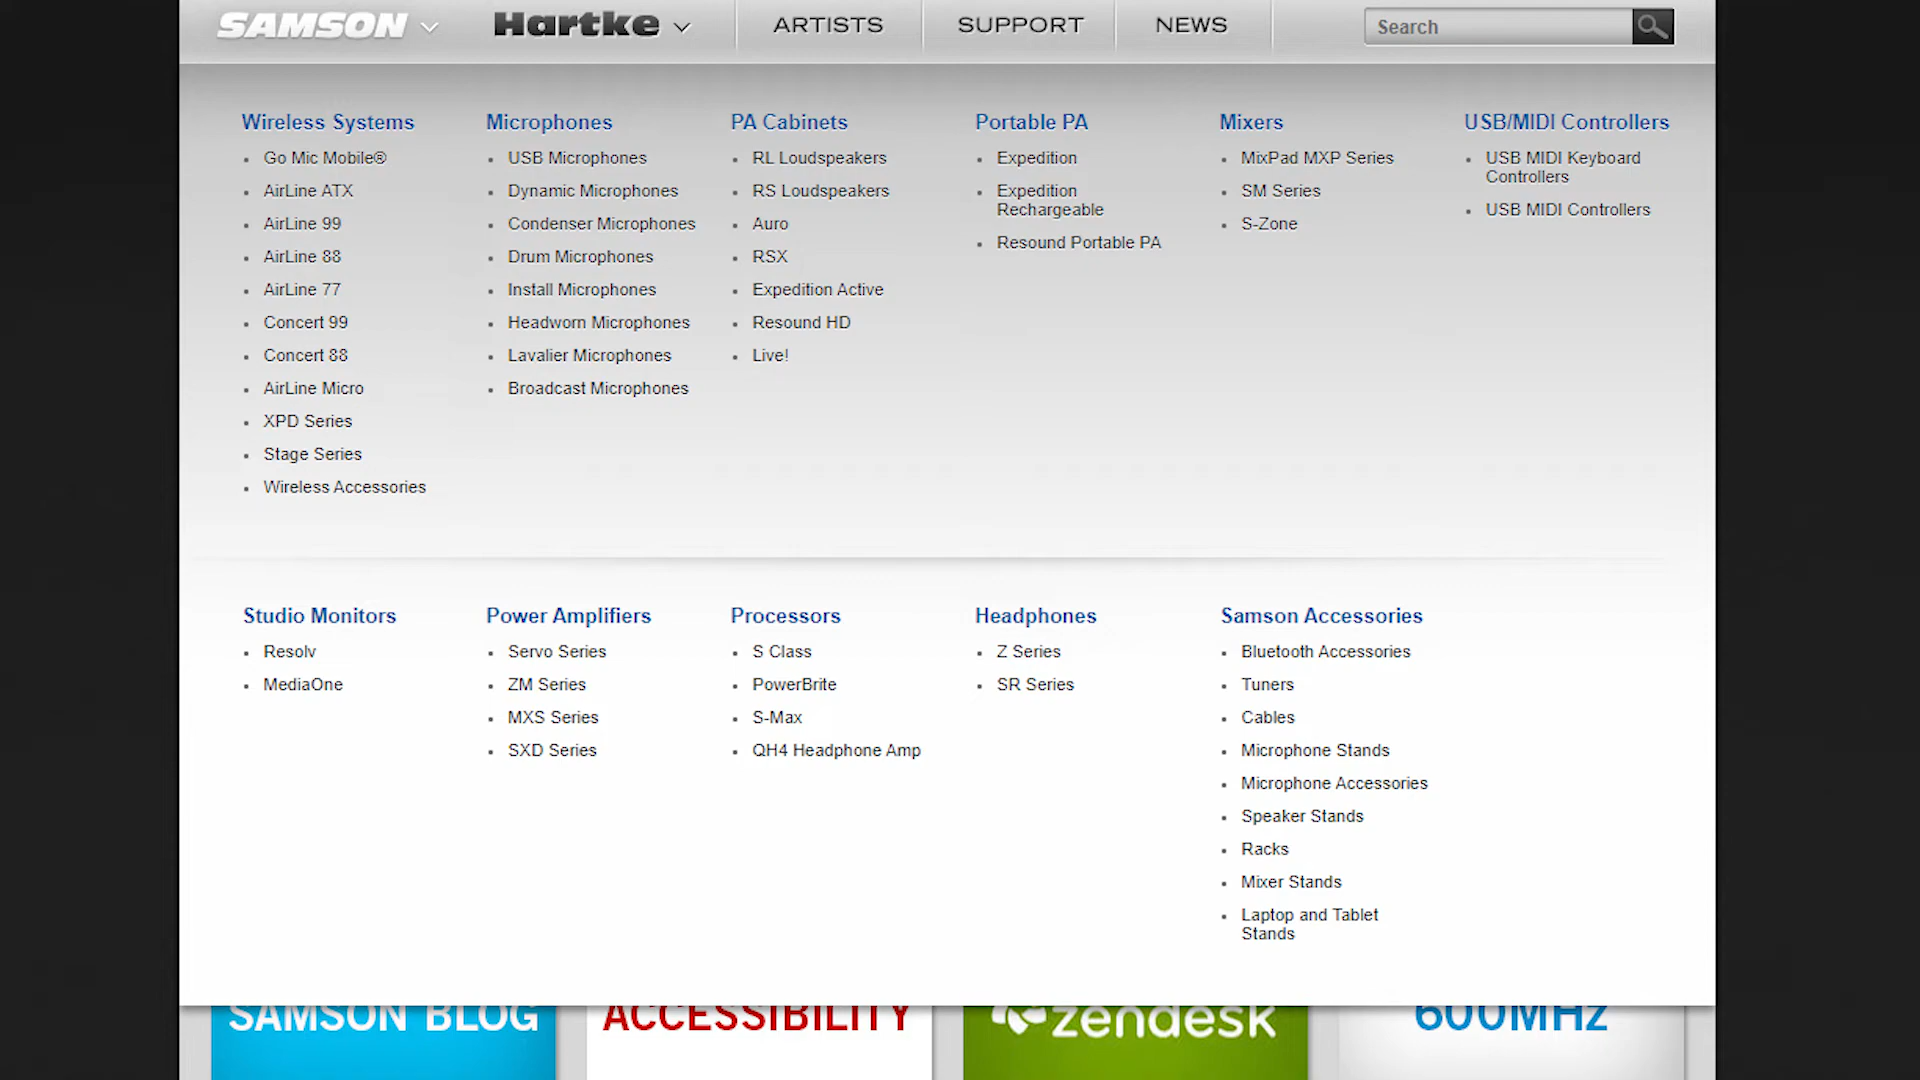 SAMSON
Hartke
ARTISTS
SUPPORT
NEWS
Search
Wireless Systems
Go Mic Mobile®
AirLine ATX
AirLine 99
AirLine 88
AirLine 77
Concert 99
Concert 88
AirLine Micro
XPD Series
Stage Series
Wireless Accessories
Microphones
USB Microphones
Dynamic Microphones
Condenser Microphones
Drum Microphones
Install Microphones
Headworn Microphones
Lavalier Microphones
Broadcast Microphones
PA Cabinets
RL Loudspeakers
RS Loudspeakers
Auro
RSX
Expedition Active
Resound HD
Live!
Portable PA
Expedition
Expedition
Rechargeable
Resound Portable PA
Mixers
MixPad MXP Series
SM Series
S-Zone
USB/MIDI Controllers
USB MIDI Keyboard
Controllers
USB MIDI Controllers
Studio Monitors
Resolv
MediaOne
Power Amplifiers
Servo Series
ZM Series
MXS Series
SXD Series
Processors
S Class
PowerBrite
S-Max
QH4 Headphone Amp
Headphones
Z Series
SR Series
Samson Accessories
Bluetooth Accessories
Tuners
Cables
Microphone Stands
Microphone Accessories
Speaker Stands
Racks
Mixer Stands
Laptop and Tablet
Stands
SAMSON BLOG
ACCESSIBILITY
zendesk
600MHz